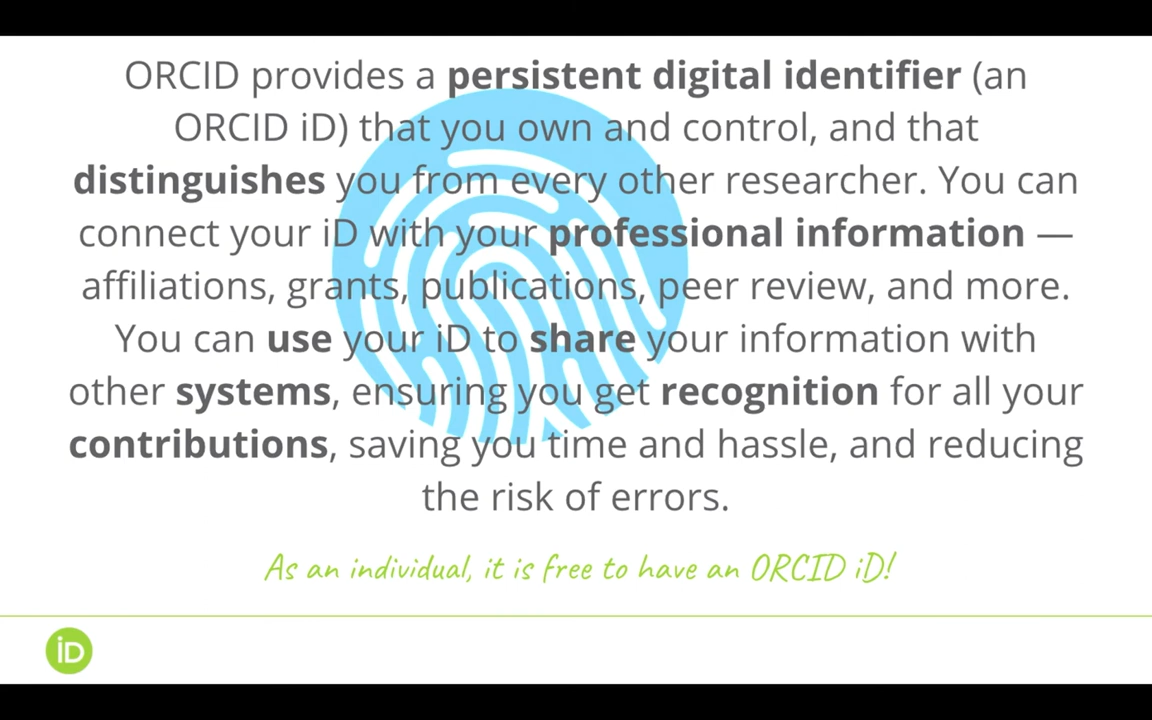 ORCID provides a persistent digital identifier (an
ORCID iD) that you own and control, and that
distinguishes you from every other researcher. You can
connect your iD with your professional information —
affiliations, grants, publications, peer review, and more.
You can use your iD to share your information with
other systems, ensuring you get recognition for all your
contributions, saving you time and hassle, and reducing
the risk of errors.
As an individual, it is free to have an ORCID iD!
iD